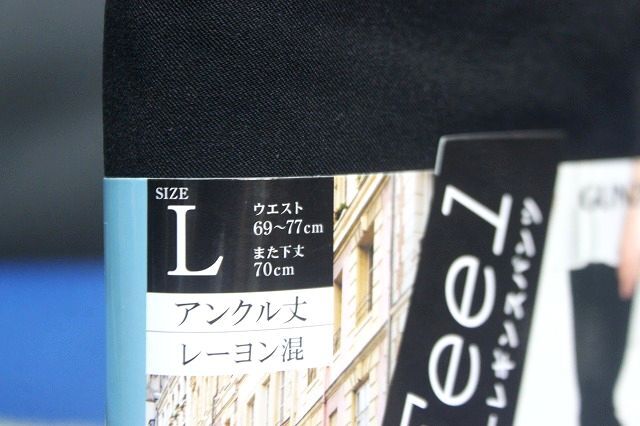 SIZE
L
ウエスト
69～77cm
また下丈
70cm
アンクル丈
レーヨン混
Feel
レギンスパンツ
GUN